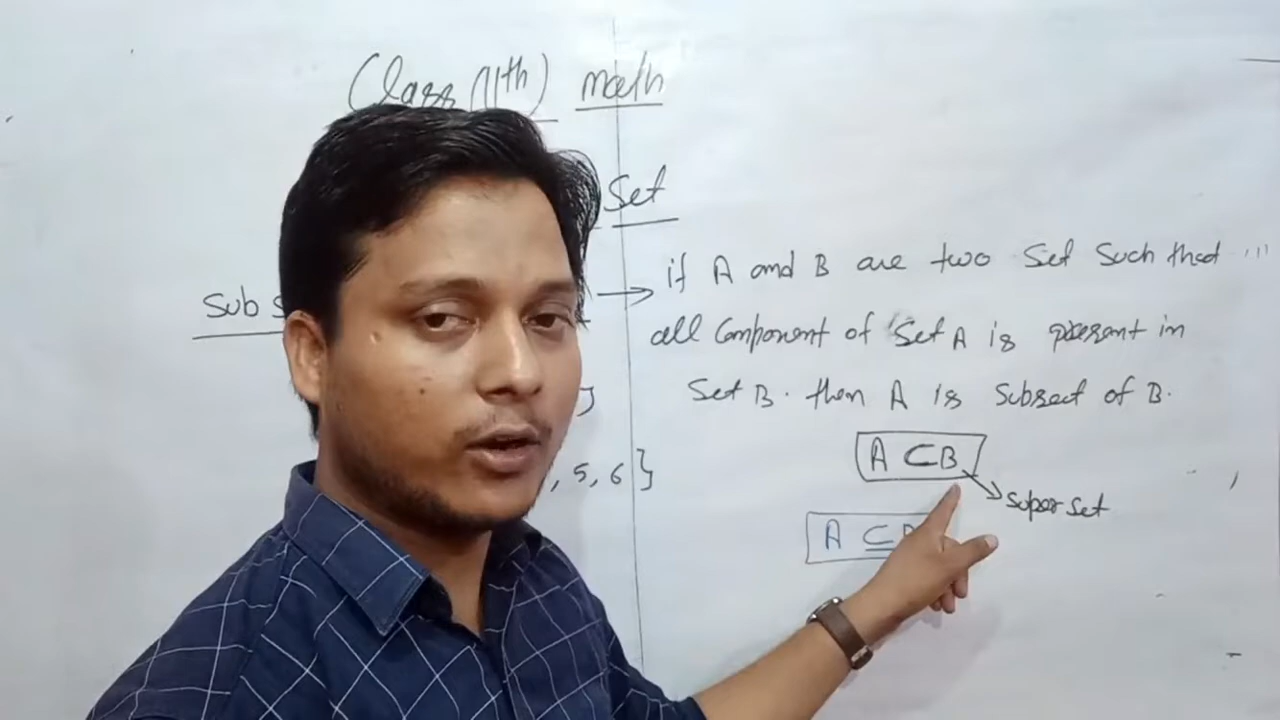 (Class 11th) math
Set
Sub
→ if A and B are two Set Such that ...
all Component of Set A is present in
Set B. then A is Subset of B.
A ⊂ B
Super set
A ⊆
}
, 5, 6 }